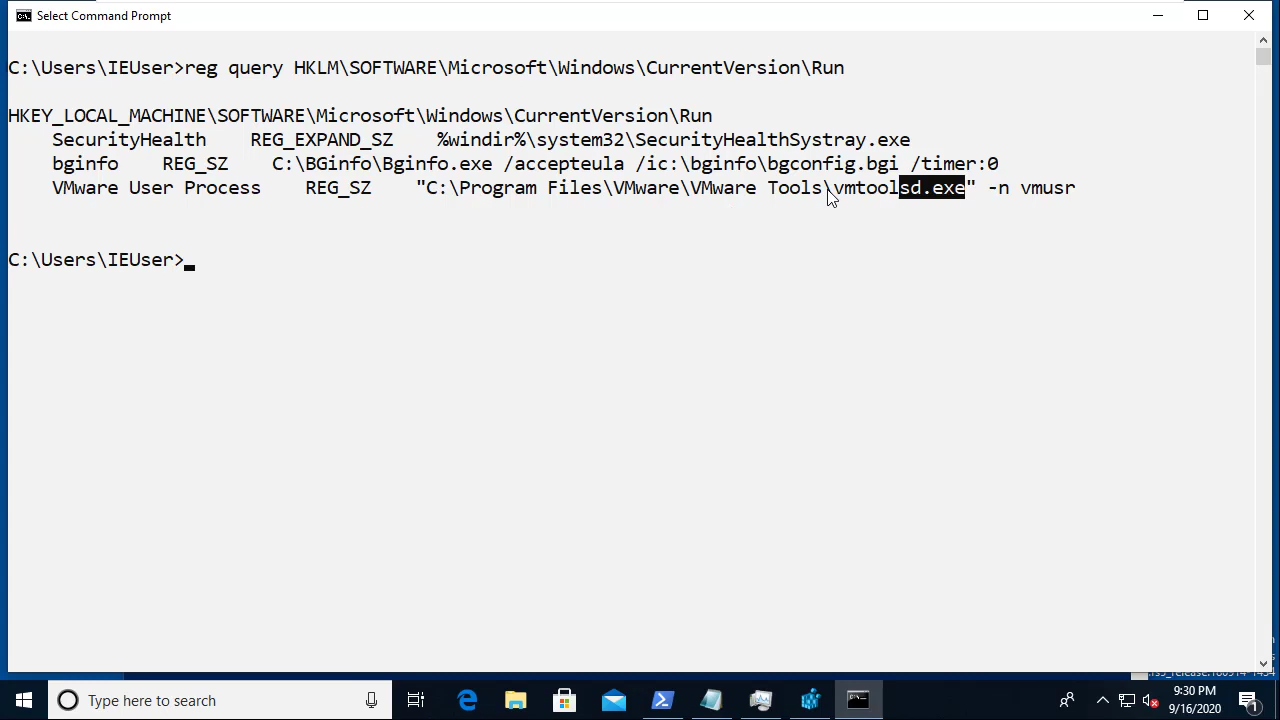 Select Command Prompt
C:\Users\IEUser>reg query HKLM\SOFTWARE\Microsoft\Windows\CurrentVersion\Run
HKEY_LOCAL_MACHINE\SOFTWARE\Microsoft\Windows\CurrentVersion\Run
SecurityHealth    REG_EXPAND_SZ    %windir%\system32\SecurityHealthSystray.exe
bginfo    REG_SZ    C:\BGinfo\Bginfo.exe /accepteula /ic:\bginfo\bgconfig.bgi /timer:0
VMware User Process    REG_SZ    "C:\Program Files\VMware\VMware Tools\vmtoolsd.exe" -n vmusr
C:\Users\IEUser>
Type here to search
9:30 PM
9/16/2020
1